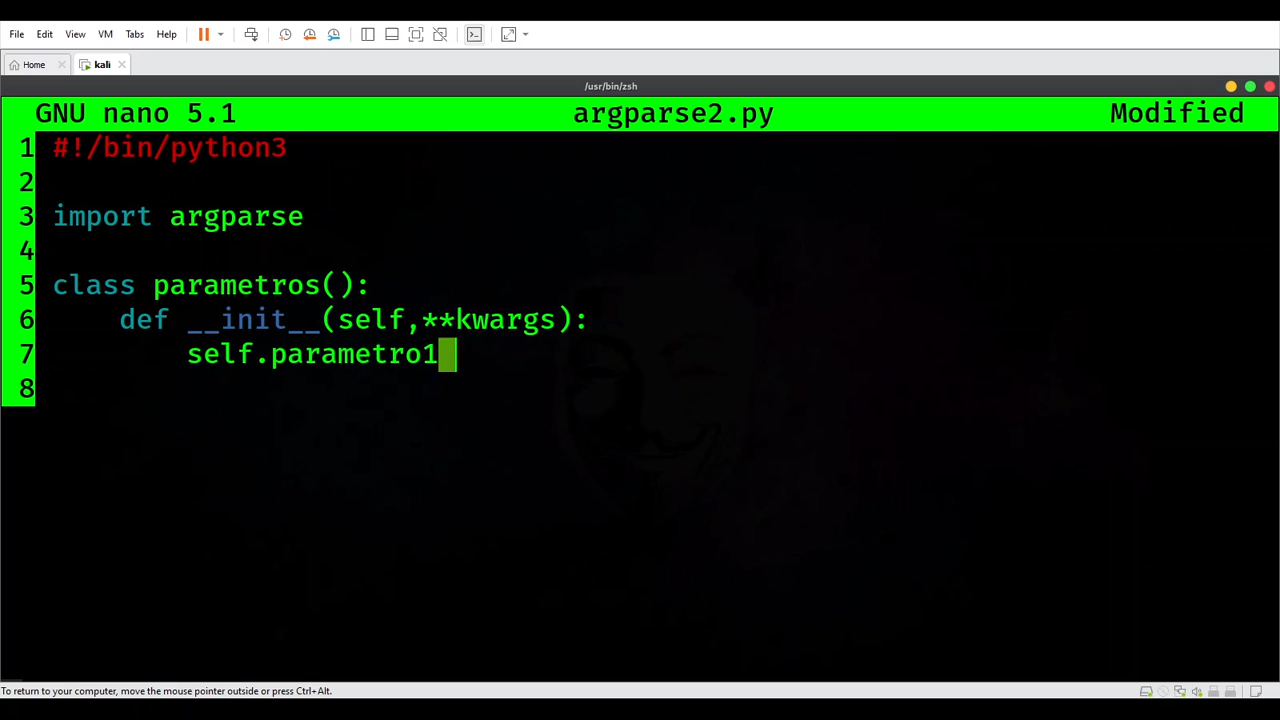 File Edit View VM Tabs Help
Home kali
/usr/bin/zsh
GNU nano 5.1 argparse2.py Modified
1 #!/bin/python3
2
3 import argparse
4
5 class parametros():
6 def __init__(self,**kwargs):
7 self.parametro1
8
To return to your computer, move the mouse pointer outside or press Ctrl+Alt.